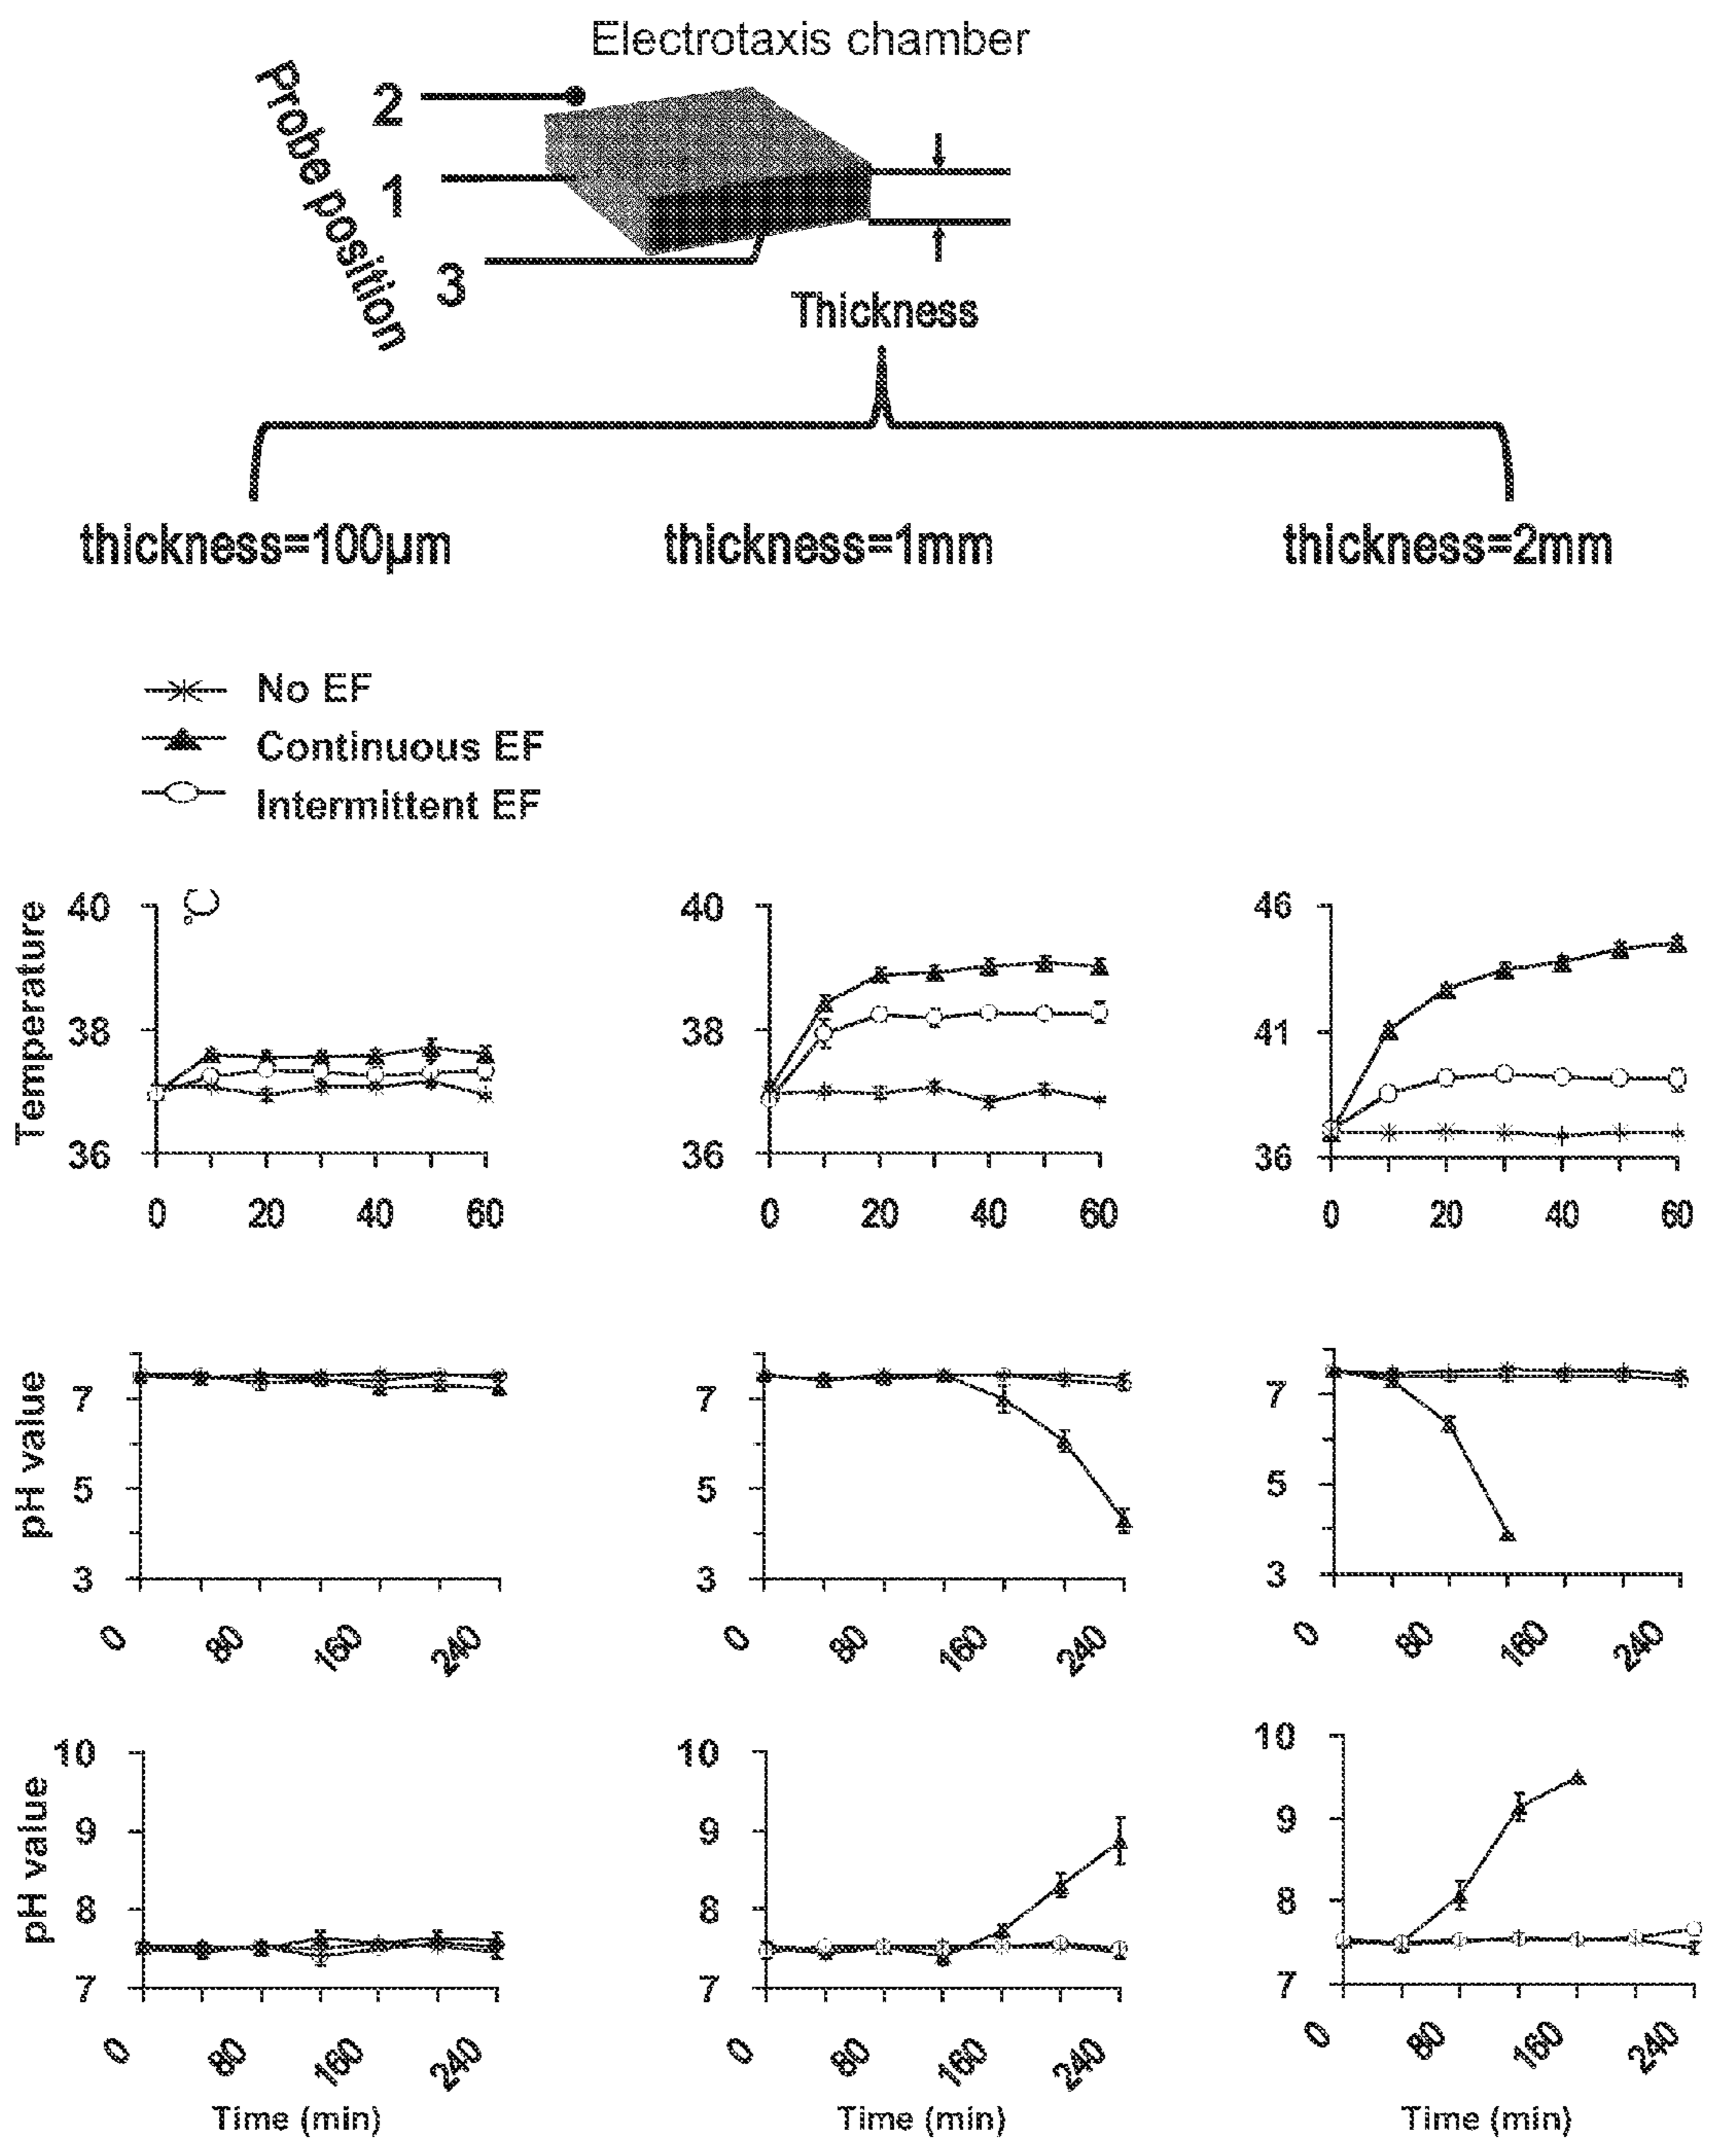 Electrotaxis chamber
Probe position
2
1
3
Thickness
thickness=100µm
thickness=1mm
thickness=2mm
No EF
Continuous EF
Intermittent EF
Temperature
°C
40
38
36
0 20 40 60
40
38
36
0 20 40 60
46
41
36
0 20 40 60
pH value
7
5
3
0 80 160 240
7
5
3
0 80 160 240
7
5
3
0 80 160 240
pH value
10
9
8
7
0 80 160 240
Time (min)
10
9
8
7
0 80 160 240
Time (min)
10
9
8
7
0 80 160 240
Time (min)